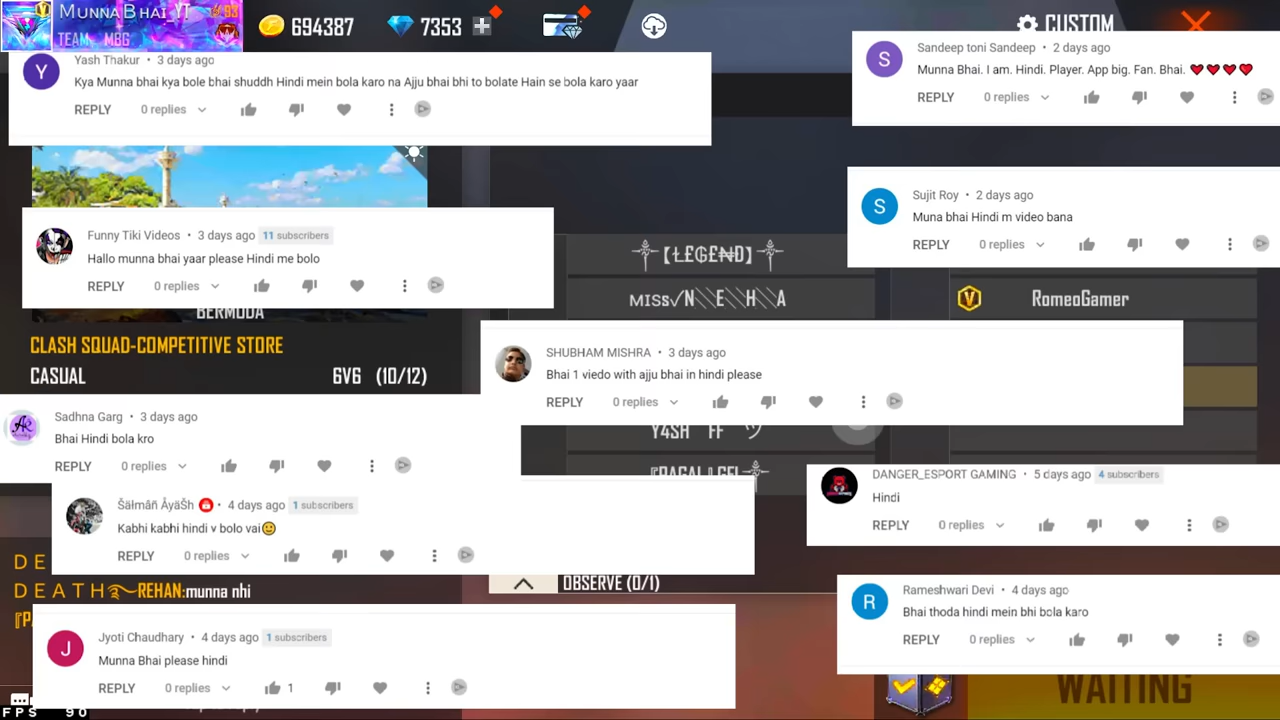 MUNNA BHAI_YT
93
TEAM MBG
694387
7353
CUSTOM
Y
Yash Thakur • 3 days ago
Kya Munna bhai kya bole bhai shuddh Hindi mein bola karo na Ajju bhai bhi to bolate Hain se bola karo yaar
REPLY 0 replies
S
Sandeep toni Sandeep • 2 days ago
Munna Bhai. I am. Hindi. Player. App big. Fan. Bhai. ❤❤❤❤
REPLY 0 replies
S
Sujit Roy • 2 days ago
Muna bhai Hindi m video bana
REPLY 0 replies
Funny Tiki Videos • 3 days ago 11 subscribers
Hallo munna bhai yaar please Hindi me bolo
REPLY 0 replies
【Ł£G£₦D】
MISs✓N╲╲E╲╲H╲╲A
V RomeoGamer
BERMUDA
CLASH SQUAD-COMPETITIVE STORE
CASUAL 6V6 (10/12)
SHUBHAM MISHRA • 3 days ago
Bhai 1 viedo with ajju bhai in hindi please
REPLY 0 replies
Sadhna Garg • 3 days ago
Bhai Hindi bola kro
REPLY 0 replies
Y4SH FF ツ
DANGER_ESPORT GAMING • 5 days ago 4 subscribers
Hindi
REPLY 0 replies
Šäłmåñ ÅyäŠh • 4 days ago 1 subscribers
Kabhi kabhi hindi v bolo vai🙂
REPLY 0 replies
OBSERVE (0/1)
D E
D E A T H REHAN:munna nhi
R
Rameshwari Devi • 4 days ago
Bhai thoda hindi mein bhi bola karo
REPLY 0 replies
J
Jyoti Chaudhary • 4 days ago 1 subscribers
Munna Bhai please hindi
REPLY 0 replies 1
WAITING
FPS 90